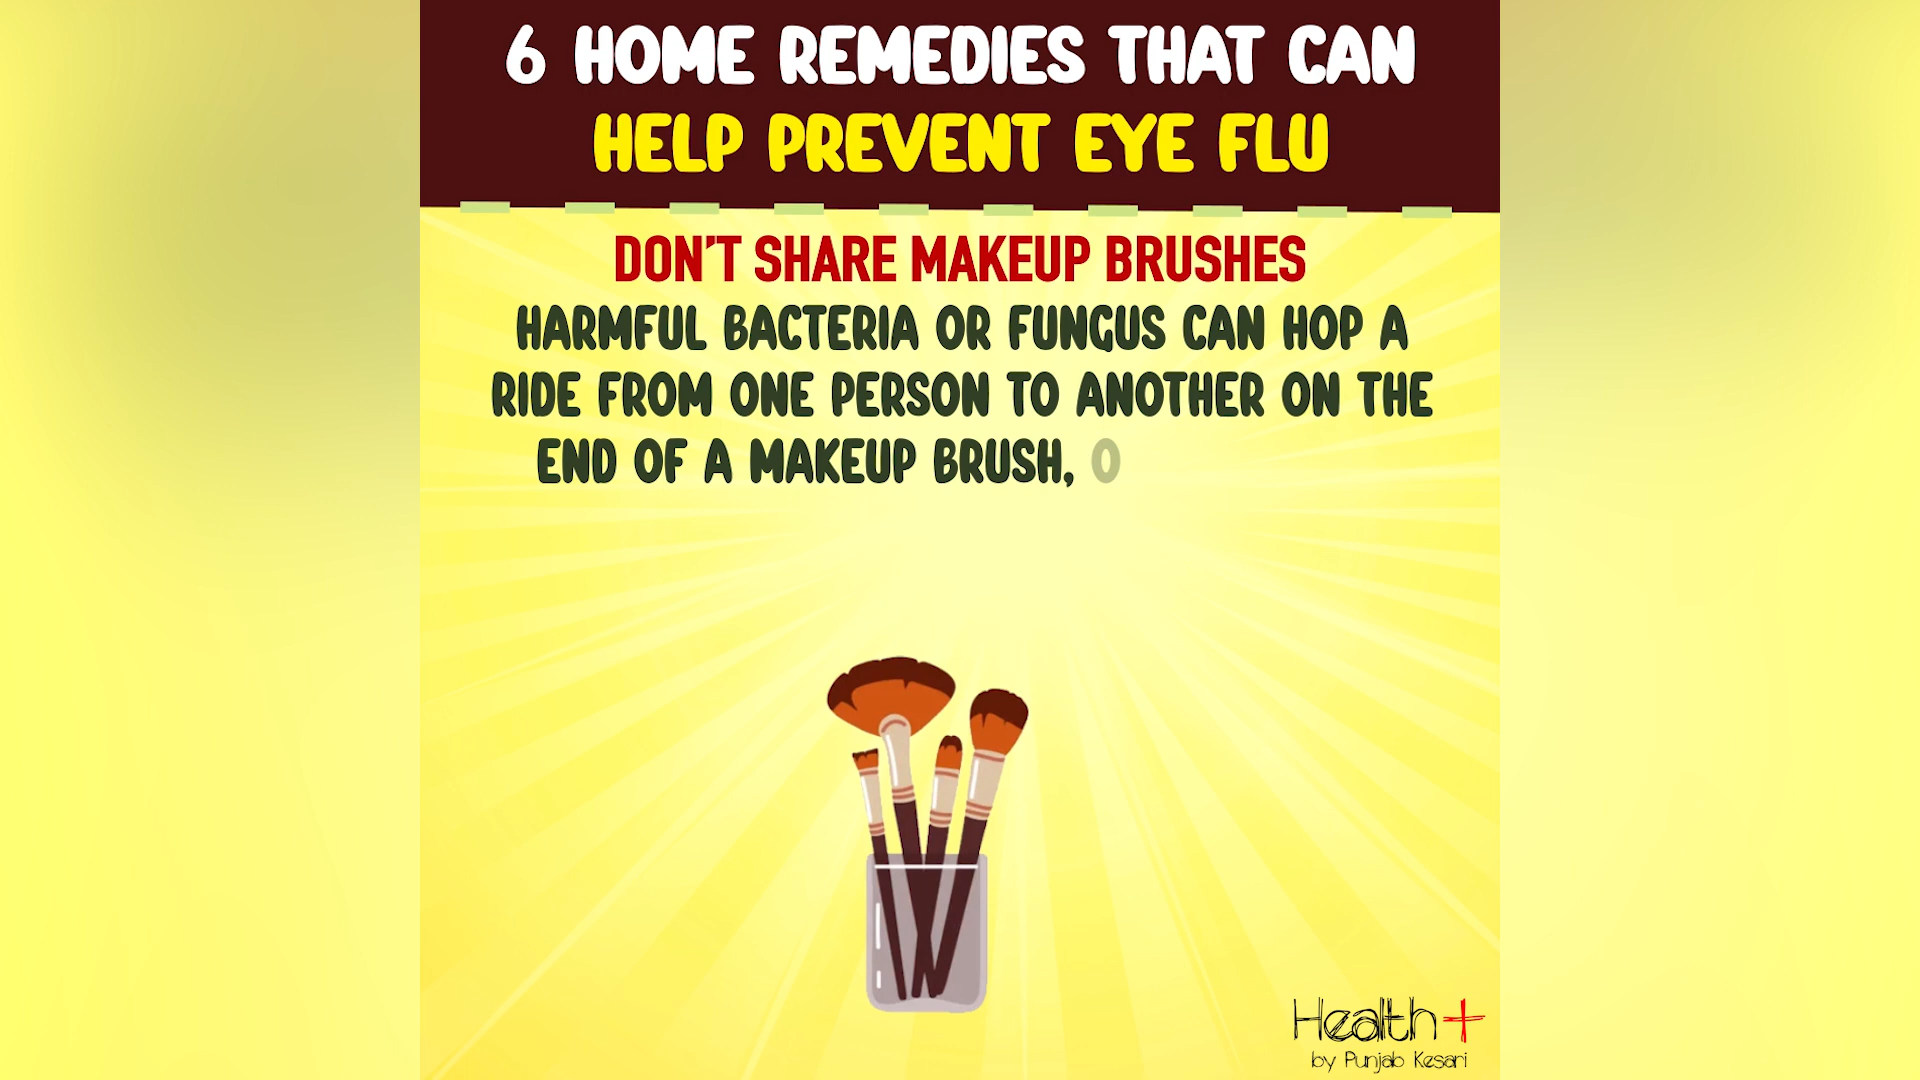 6 HOME REMEDIES THAT CAN
HELP PREVENT EYE FLU
DON'T SHARE MAKEUP BRUSHES
HARMFUL BACTERIA OR FUNGUS CAN HOP A
RIDE FROM ONE PERSON TO ANOTHER ON THE
END OF A MAKEUP BRUSH, O
Health+
by Punjab Kesari